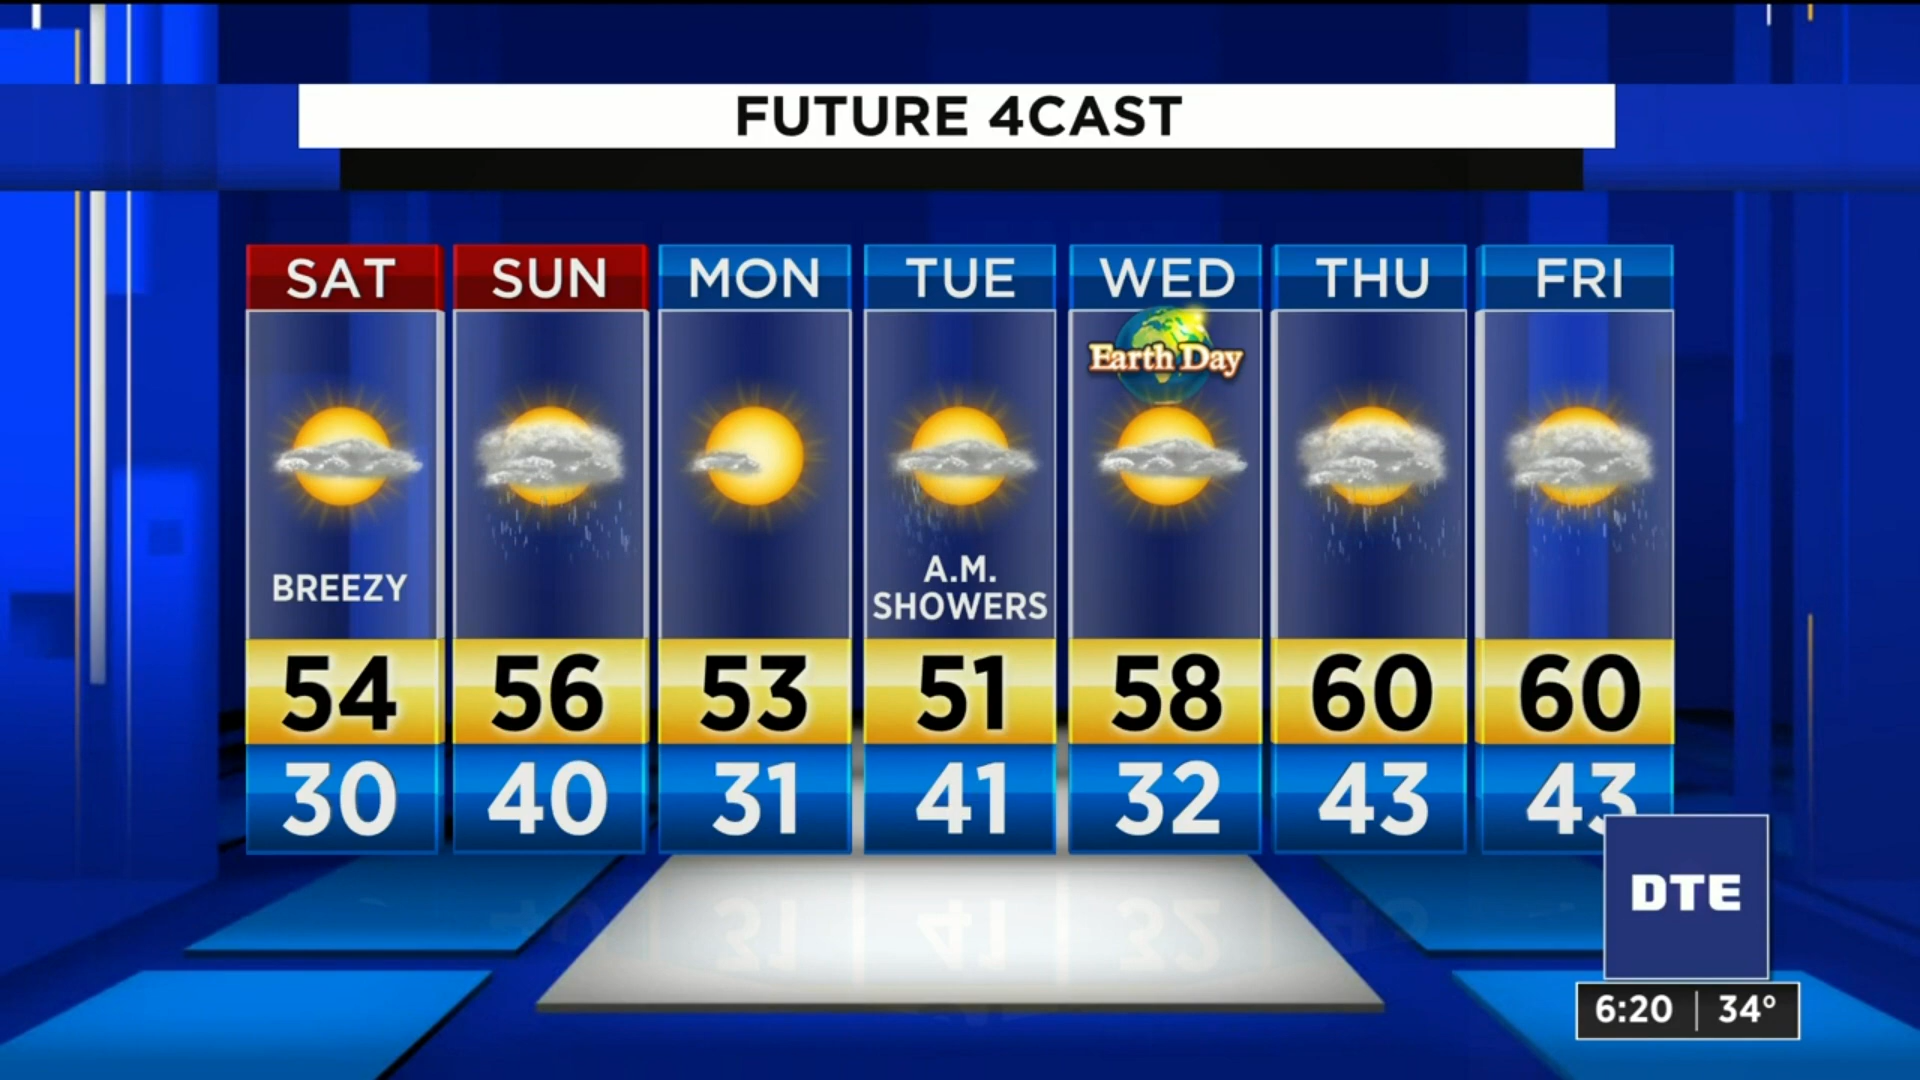 FUTURE 4CAST
SAT SUN MON TUE WED THU FRI
Earth Day
BREEZY
A.M.
SHOWERS
54 56 53 51 58 60 60
30 40 31 41 32 43 43
DTE
6:20 34°